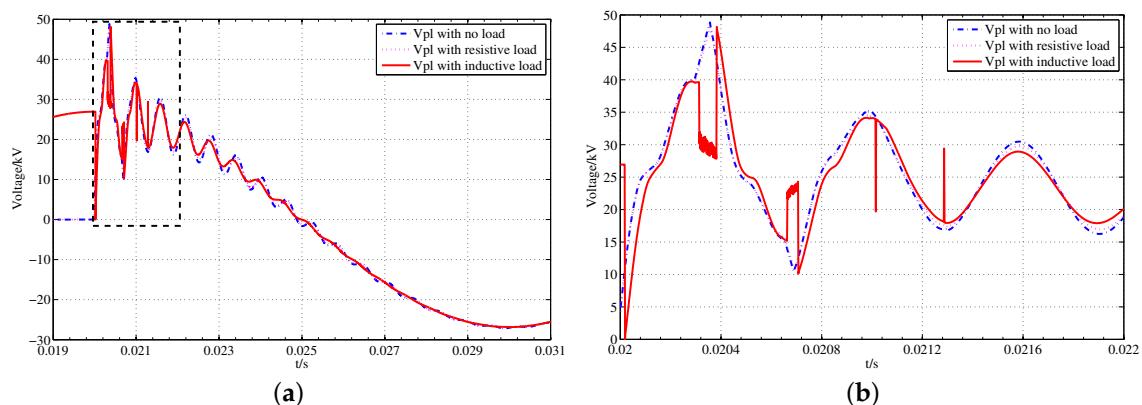 50
40
30
20
10
0
−10
−20
−30
Voltage/kV
Vpl with no load
Vpl with resistive load
Vpl with inductive load
0.019 0.021 0.023 0.025 0.027 0.029 0.031
t/s
(a)
50
45
40
35
30
25
20
15
10
5
0
Voltage/kV
Vpl with no load
Vpl with resistive load
Vpl with inductive load
0.02 0.0204 0.0208 0.0212 0.0216 0.022
t/s
(b)